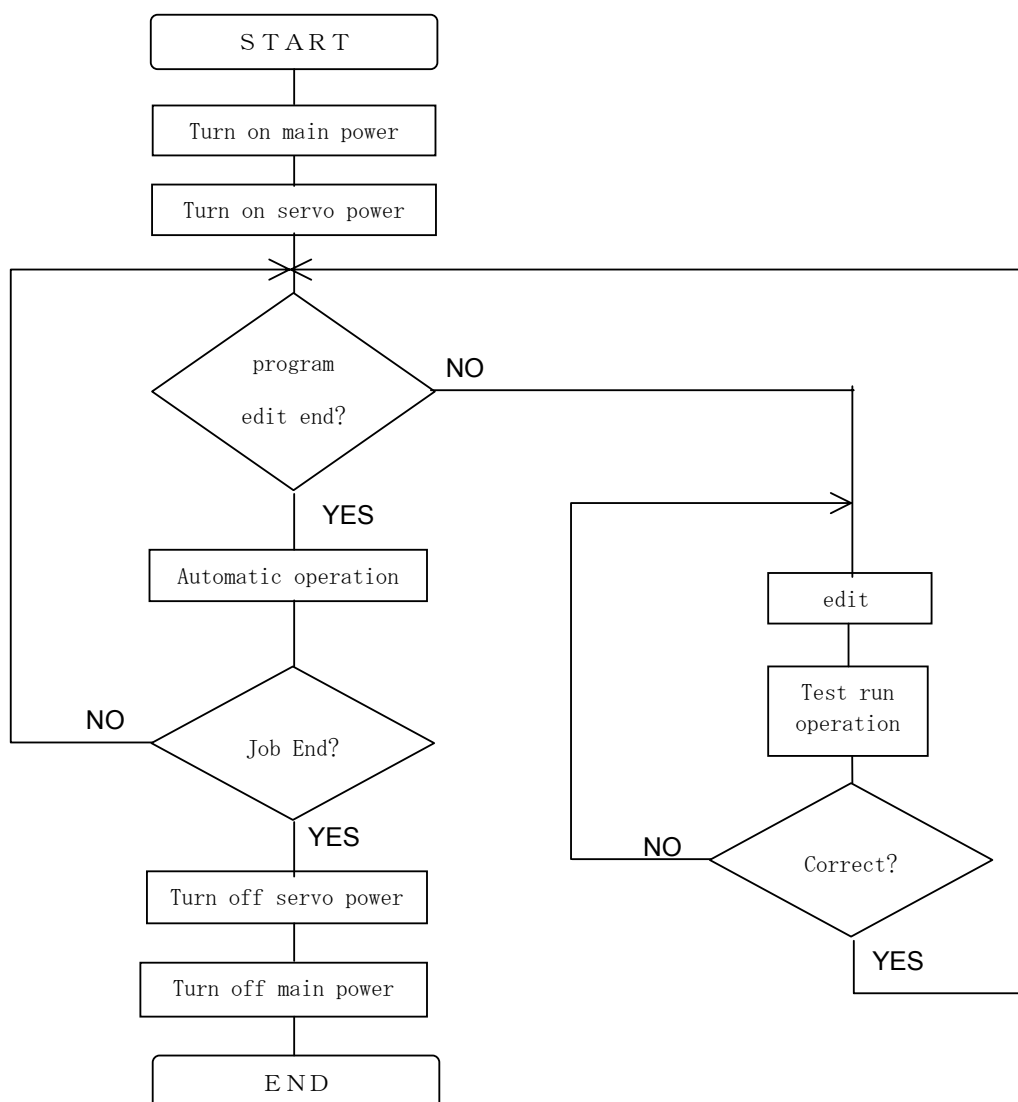 START
Turn on main power
Turn on servo power
program
edit end?
NO
YES
Automatic operation
edit
Test run
operation
NO
Job End?
YES
NO
Correct?
YES
Turn off servo power
Turn off main power
END